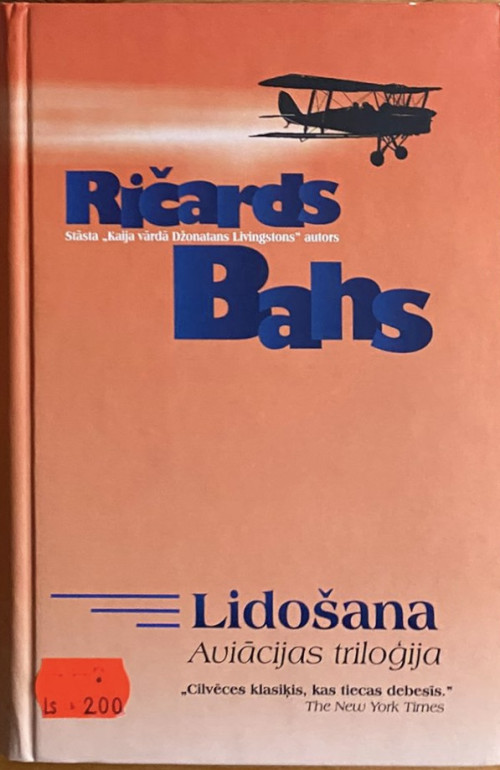 Ričards
Stāsta „Kaija vārdā Džonatans Livingstons" autors
Bahs
Lidošana
Aviācijas triloģija
„Cilvēces klasiķis, kas tiecas debesīs."
The New York Times
Ls 200